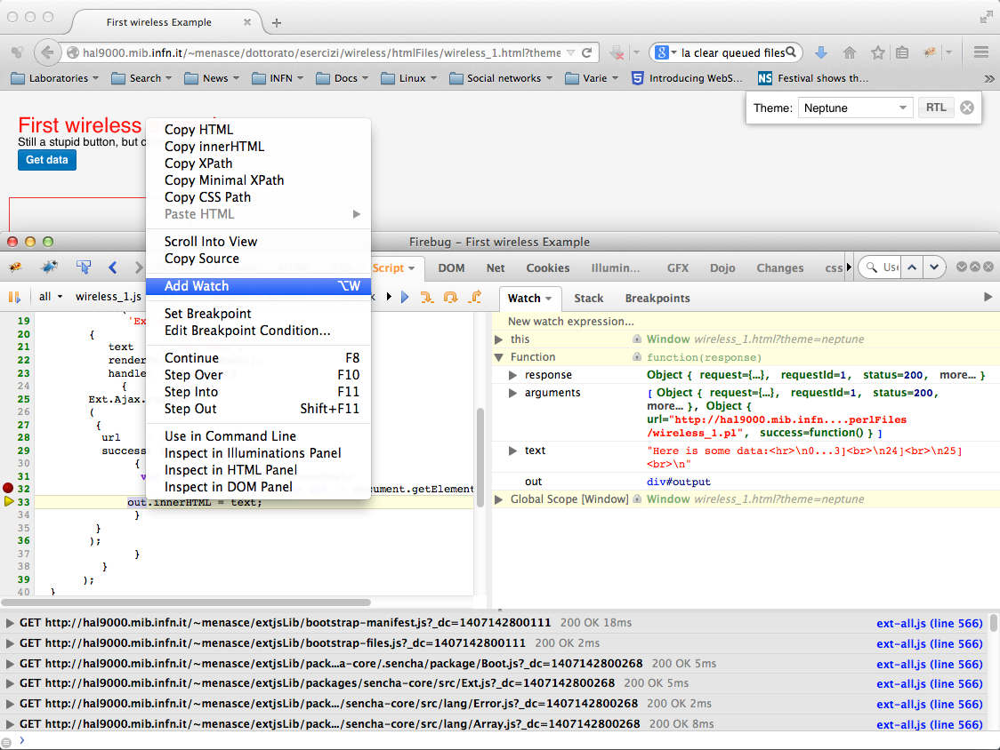 First wireless Example
hal9000.mib.infn.it/~menasce/dottorato/esercizi/wireless/htmlFiles/wireless_1.html?theme
la clear queued files
Laboratories Search News INFN Docs Linux Social networks Varie Introducing WebS... Festival shows th...
Theme: Neptune RTL
First wireless
Still a stupid button, but
Get data
Copy HTML
Copy innerHTML
Copy XPath
Copy Minimal XPath
Copy CSS Path
Paste HTML
Scroll Into View
Copy Source
Add Watch ⌥W
Set Breakpoint
Edit Breakpoint Condition...
Continue F8
Step Over F10
Step Into F11
Step Out Shift+F11
Use in Command Line
Inspect in Illuminations Panel
Inspect in HTML Panel
Inspect in DOM Panel
Firebug - First wireless Example
Script DOM Net Cookies Illumin... GFX Dojo Changes css
all wireless_1.js
Watch Stack Breakpoints
19 'Ex
20 {
21 text
22 render
23 handle
24 {
25 Ext.Ajax.
26 (
27 {
28 url
29 success
30 {
31
32 document.getElement
33 out.innerHTML = text;
34 }
35 }
36 );
37 }
38 }
39 );
40 }
New watch expression...
this Window wireless_1.html?theme=neptune
Function function(response)
response Object { request={...}, requestId=1, status=200, more... }
arguments [ Object { request={...}, requestId=1, status=200,
more... }, Object {
url="http://hal9000.mib.infn....perlFiles
/wireless_1.pl", success=function() } ]
text "Here is some data:<hr>\n0...3]<br>\n24]<br>\n25]
<br>\n"
out div#output
Global Scope [Window] Window wireless_1.html?theme=neptune
GET http://hal9000.mib.infn.it/~menasce/extjsLib/bootstrap-manifest.js?_dc=1407142800111 200 OK 18ms ext-all.js (line 566)
GET http://hal9000.mib.infn.it/~menasce/extjsLib/bootstrap-files.js?_dc=1407142800111 200 OK 2ms ext-all.js (line 566)
GET http://hal9000.mib.infn.it/~menasce/extjsLib/pack...a-core/.sencha/package/Boot.js?_dc=1407142800268 200 OK 5ms ext-all.js (line 566)
GET http://hal9000.mib.infn.it/~menasce/extjsLib/packages/sencha-core/src/Ext.js?_dc=1407142800268 200 OK 5ms ext-all.js (line 566)
GET http://hal9000.mib.infn.it/~menasce/extjsLib/pack.../sencha-core/src/lang/Error.js?_dc=1407142800268 200 OK 2ms ext-all.js (line 566)
GET http://hal9000.mib.infn.it/~menasce/extjsLib/pack.../sencha-core/src/lang/Array.js?_dc=1407142800268 200 OK 8ms ext-all.js (line 566)